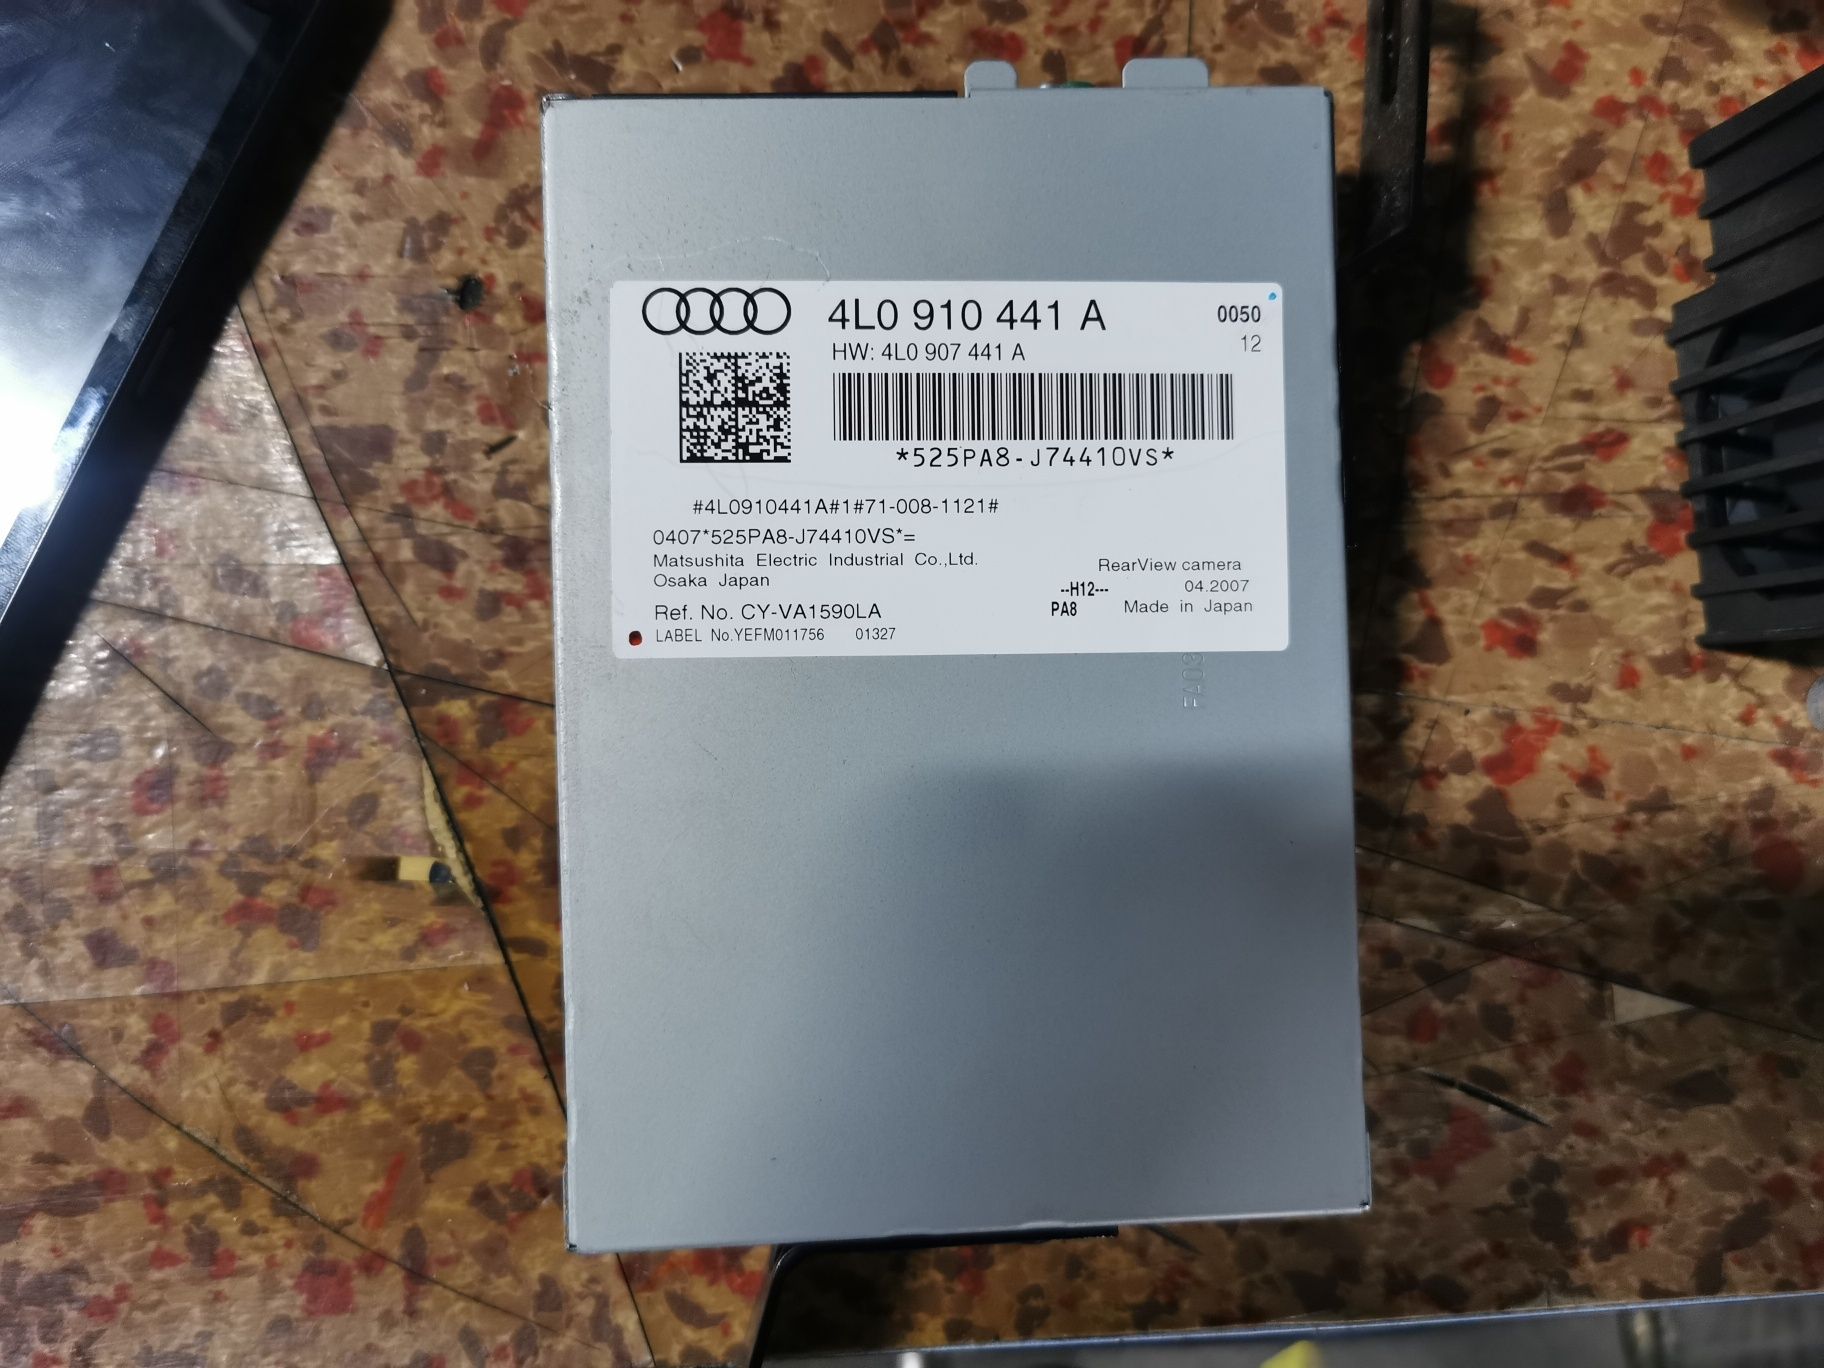 4L0 910 441 A
0050
HW: 4L0 907 441 A
12
*525PA8-J74410VS*
#4L0910441A#1#71-008-1121#
0407*525PA8-J74410VS*=
Matsushita Electric Industrial Co.,Ltd.
Osaka Japan
RearView camera
--H12---
04.2007
Ref. No. CY-VA1590LA
PA8
Made in Japan
LABEL No.YEFM011756 01327